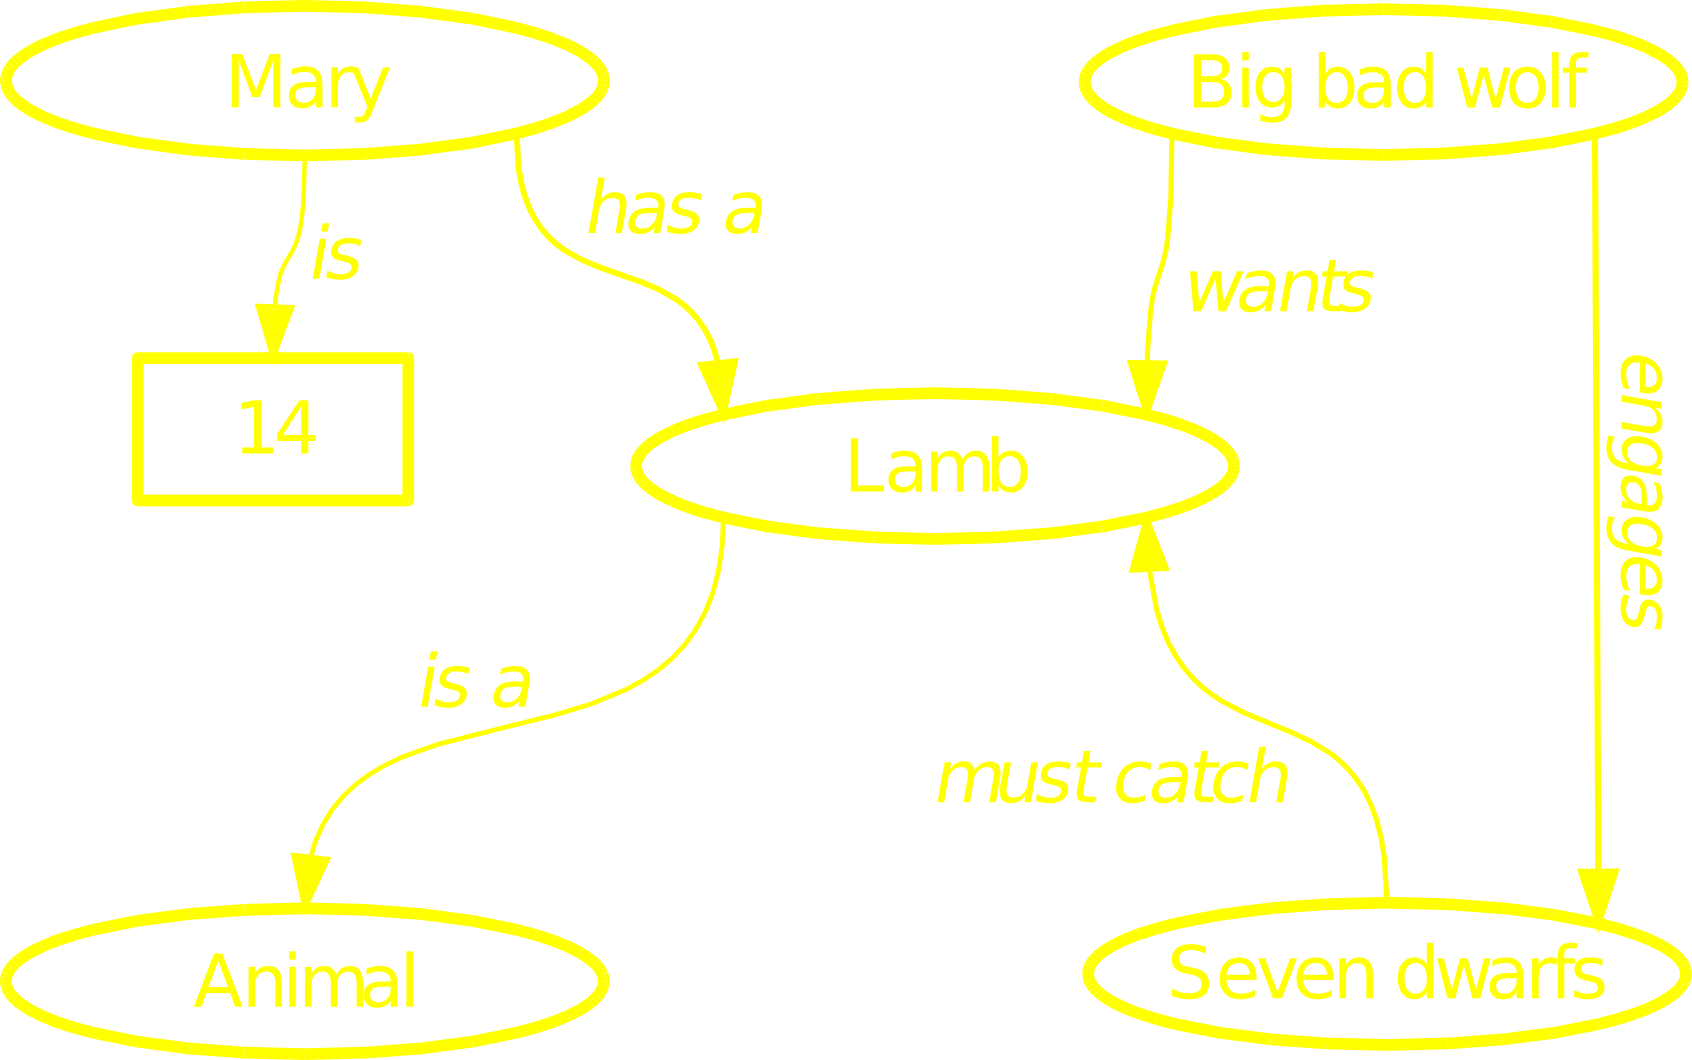 Mary
Big bad wolf
has a
is
wants
14
engages
Lamb
is a
must catch
Animal
Seven dwarfs